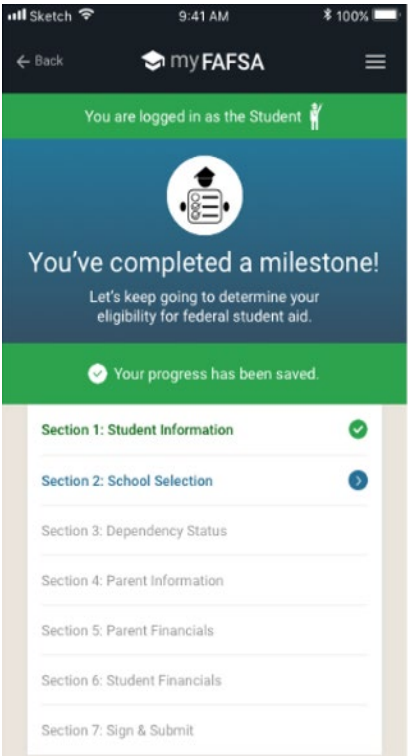 Sketch 9:41 AM 100%
Back myFAFSA
You are logged in as the Student
You've completed a milestone!
Let's keep going to determine your
eligibility for federal student aid.
Your progress has been saved.
Section 1: Student Information
Section 2: School Selection
Section 3: Dependency Status
Section 4: Parent Information
Section 5: Parent Financials
Section 6: Student Financials
Section 7: Sign & Submit